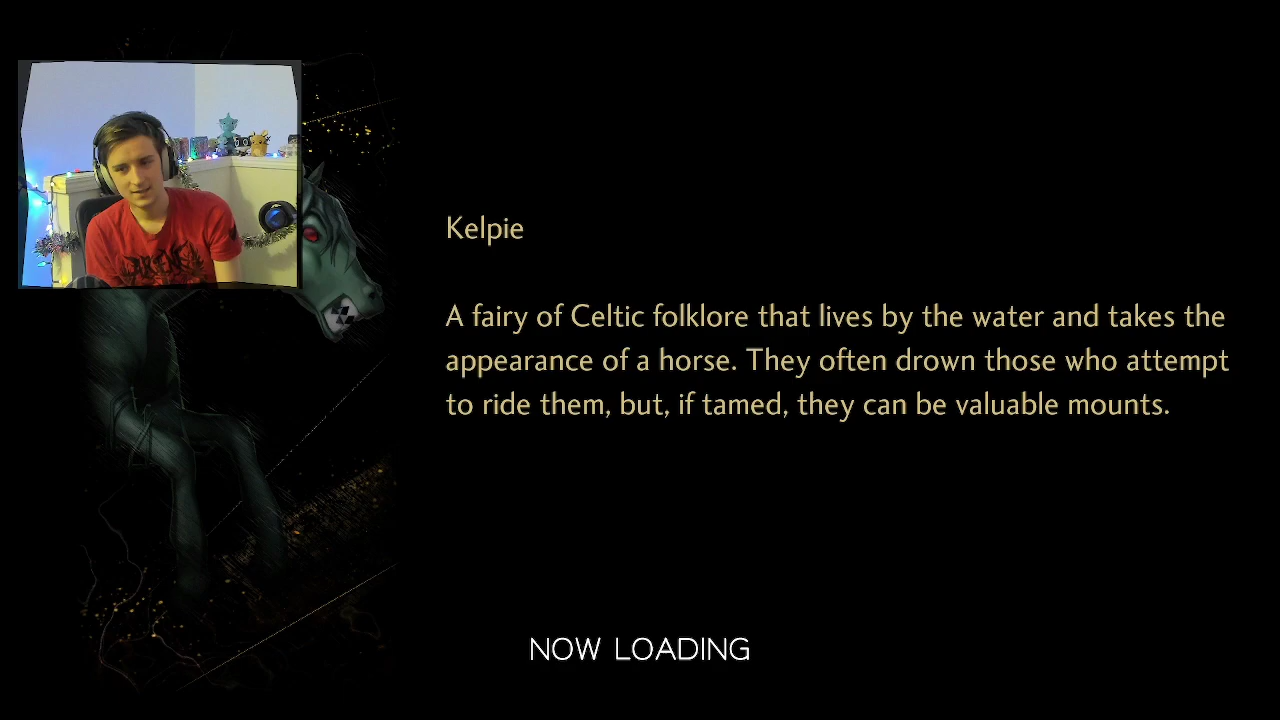 Kelpie
A fairy of Celtic folklore that lives by the water and takes the
appearance of a horse. They often drown those who attempt
to ride them, but, if tamed, they can be valuable mounts.
NOW LOADING